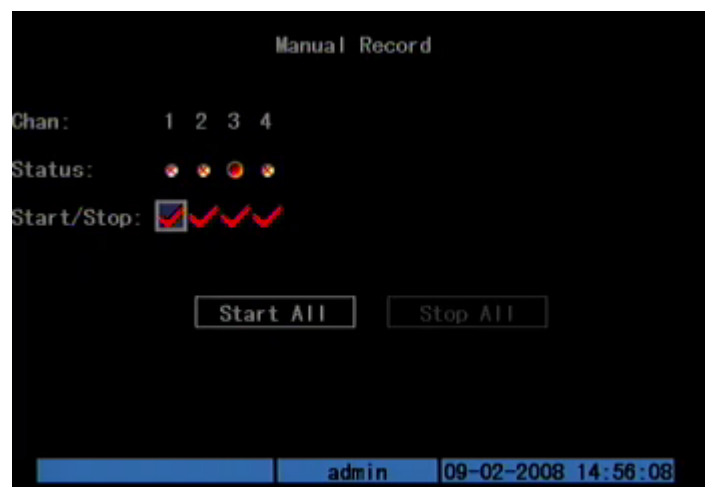 Manual Record
Chan: 1 2 3 4
Status:
Start/Stop:
Start All Stop All
admin 09-02-2008 14:56:08